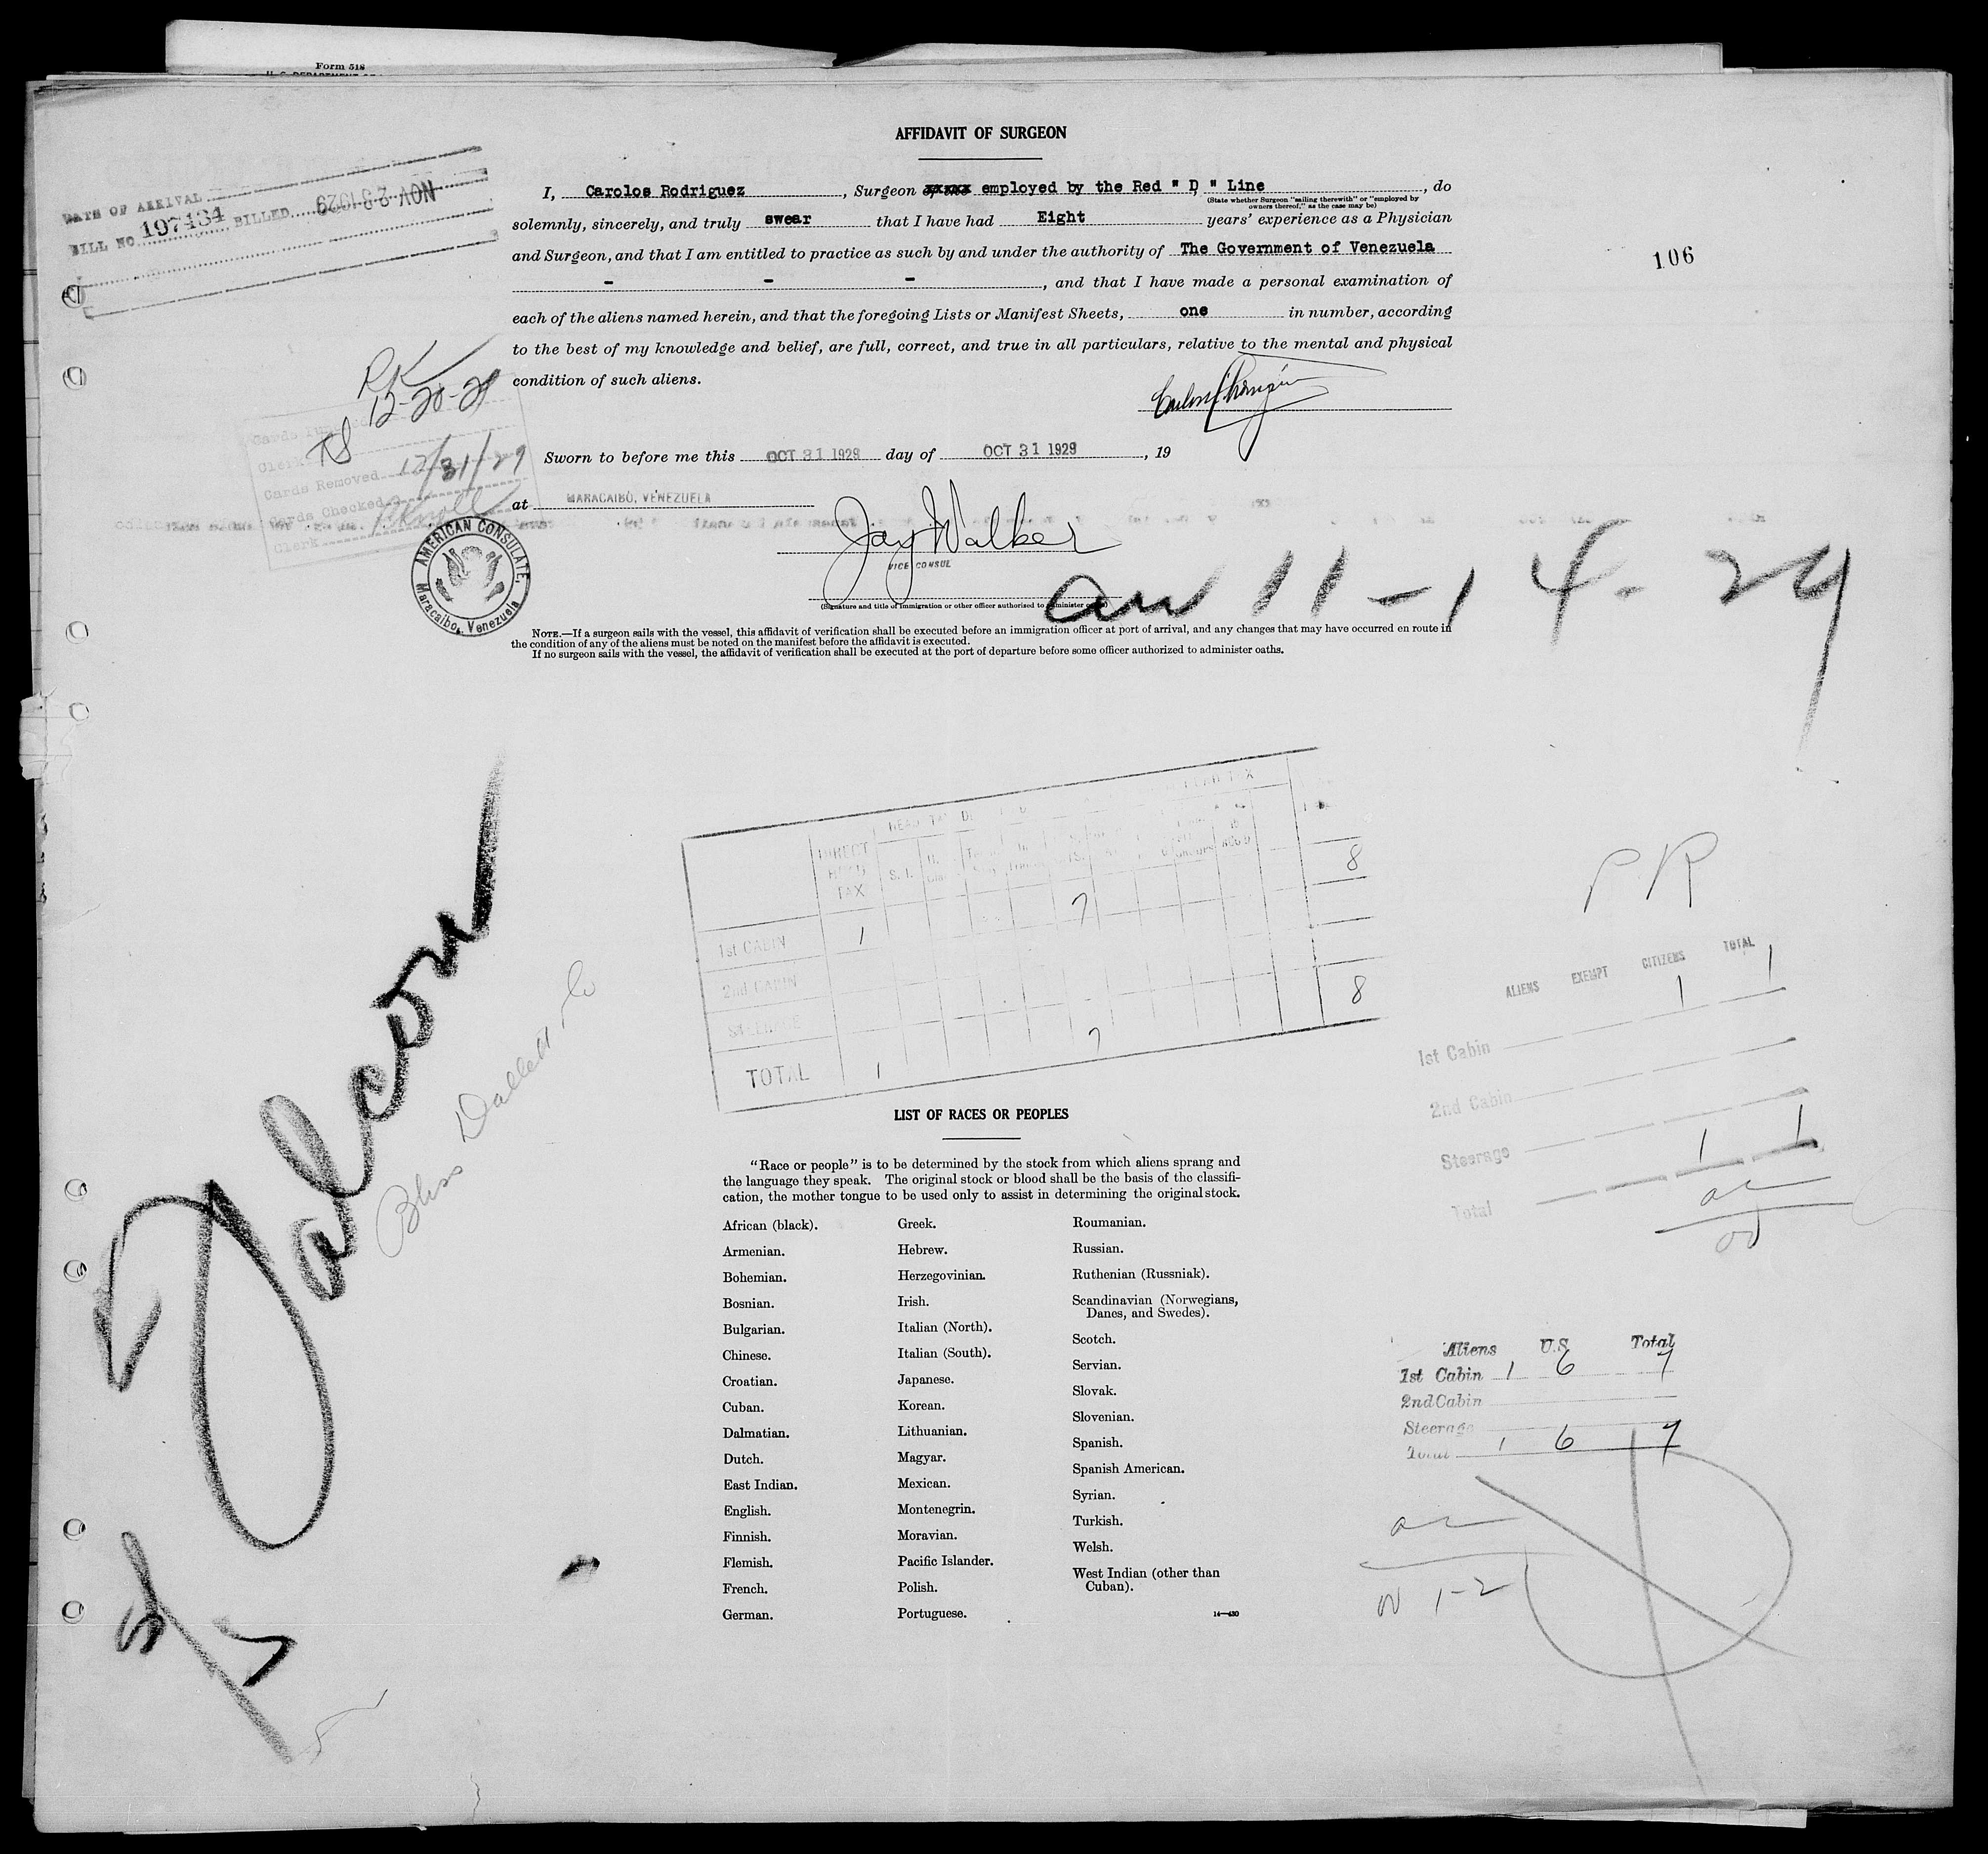 Form 518
AFFIDAVIT OF SURGEON
I, Carolos Rodriguez, Surgeon employed by the Red " D " Line, do
(State whether Surgeon "sailing therewith" or "employed by
owners thereof," as the case may be)
solemnly, sincerely, and truly swear that I have had Eight years' experience as a Physician
and Surgeon, and that I am entitled to practice as such by and under the authority of The Government of Venezuela
- - -, and that I have made a personal examination of
each of the aliens named herein, and that the foregoing Lists or Manifest Sheets, one in number, according
to the best of my knowledge and belief, are full, correct, and true in all particulars, relative to the mental and physical
condition of such aliens.
Sworn to before me this OCT 31 1929 day of OCT 31 1929, 19
at MARACAIBO, VENEZUELA
Jay Walker
VICE CONSUL
(Signature and title of immigration or other officer authorized to administer
NOTE.—If a surgeon sails with the vessel, this affidavit of verification shall be executed before an immigration officer at port of arrival, and any changes that may have occurred on route in
the condition of any of the aliens must be noted on the manifest before the affidavit is executed.
If no surgeon sails with the vessel, the affidavit of verification shall be executed at the port of departure before some officer authorized to administer oaths.
DATE OF ARRIVAL
BILL NO. 197434 BILLED NOV 23 1929
106
RK
12-20-29
Clerk
Cards Removed 12/31/29
Cards Checked
Clerk
AMERICAN CONSULATE,
Maracaibo, Venezuela
11-14-29
Falcon
Bliss Dallett Co
DIRECT
HEAD
TAX
S. I.
8
1st CABIN 1 7
2nd CABIN
STEERAGE
8
TOTAL 1 7
PR
ALIENS EXEMPT CITIZENS TOTAL
1st Cabin 1 1
2nd Cabin
Steerage
Total 1 1
Aliens U.S. Total
1st Cabin 1 6 7
2nd Cabin
Steerage
Total 1 6 7
1-2
LIST OF RACES OR PEOPLES
"Race or people" is to be determined by the stock from which aliens sprang and
the language they speak. The original stock or blood shall be the basis of the classifi-
cation, the mother tongue to be used only to assist in determining the original stock.
African (black).
Armenian.
Bohemian.
Bosnian.
Bulgarian.
Chinese.
Croatian.
Cuban.
Dalmatian.
Dutch.
East Indian.
English.
Finnish.
Flemish.
French.
German.
Greek.
Hebrew.
Herzegovinian.
Irish.
Italian (North).
Italian (South).
Japanese.
Korean.
Lithuanian.
Magyar.
Mexican.
Montenegrin.
Moravian.
Pacific Islander.
Polish.
Portuguese.
Roumanian.
Russian.
Ruthenian (Russniak).
Scandinavian (Norwegians,
Danes, and Swedes).
Scotch.
Servian.
Slovak.
Slovenian.
Spanish.
Spanish American.
Syrian.
Turkish.
Welsh.
West Indian (other than
Cuban).
14—430